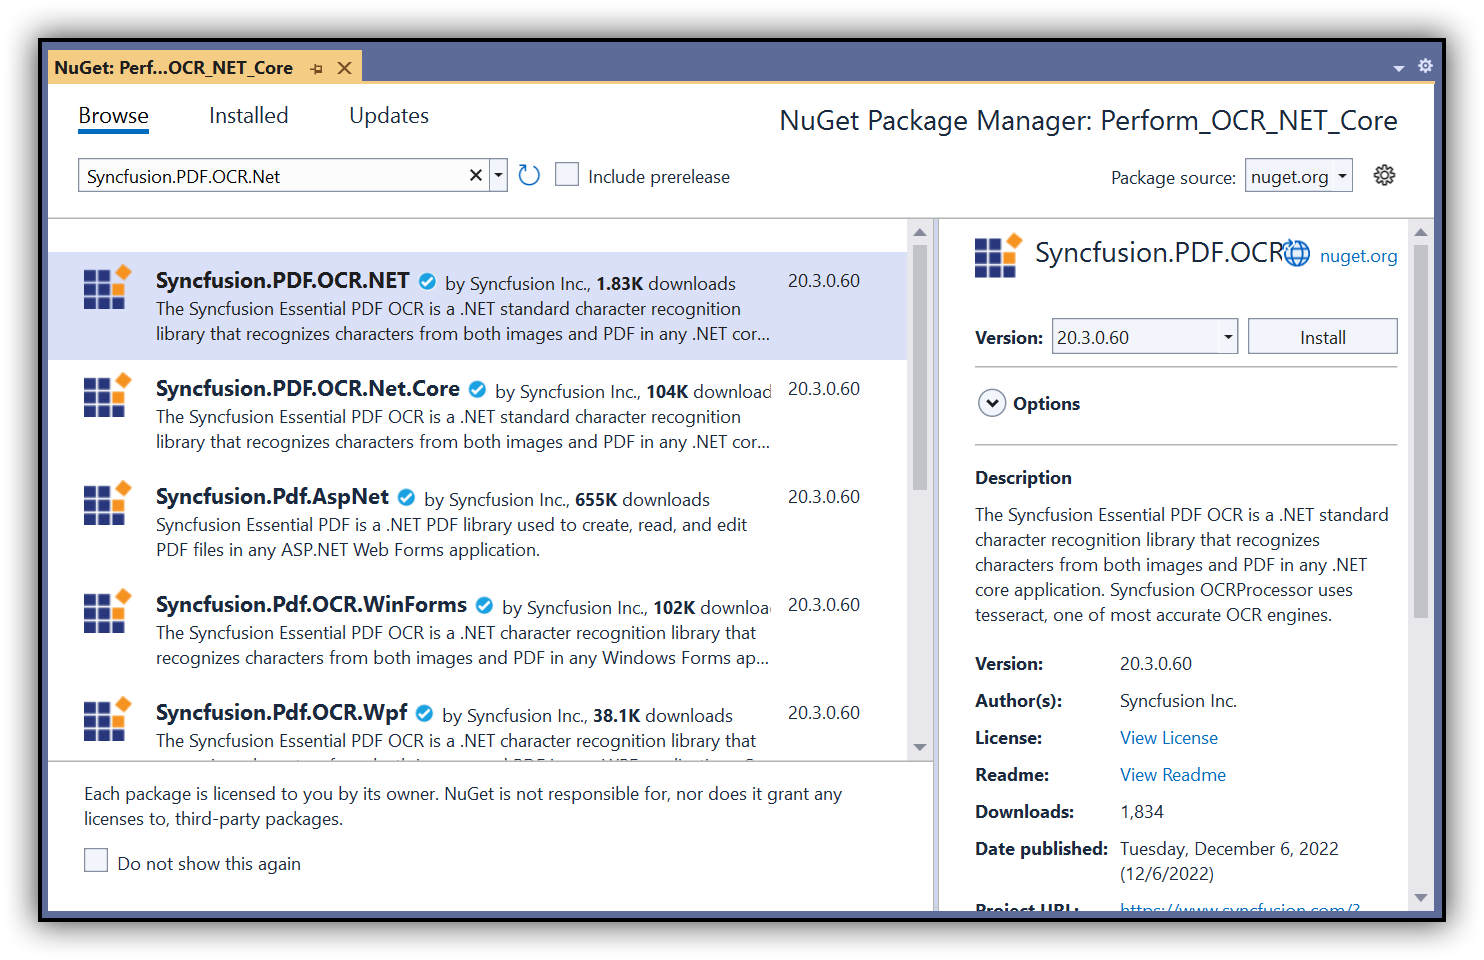 NuGet: Perf...OCR_NET_Core
Browse
Installed
Updates
NuGet Package Manager: Perform_OCR_NET_Core
Syncfusion.PDF.OCR.Net
Include prerelease
Package source: nuget.org
Syncfusion.PDF.OCR.NET by Syncfusion Inc., 1.83K downloads 20.3.0.60
The Syncfusion Essential PDF OCR is a .NET standard character recognition
library that recognizes characters from both images and PDF in any .NET cor...
Syncfusion.PDF.OCR.Net.Core by Syncfusion Inc., 104K download 20.3.0.60
The Syncfusion Essential PDF OCR is a .NET standard character recognition
library that recognizes characters from both images and PDF in any .NET cor...
Syncfusion.Pdf.AspNet by Syncfusion Inc., 655K downloads 20.3.0.60
Syncfusion Essential PDF is a .NET PDF library used to create, read, and edit
PDF files in any ASP.NET Web Forms application.
Syncfusion.Pdf.OCR.WinForms by Syncfusion Inc., 102K downloa 20.3.0.60
The Syncfusion Essential PDF OCR is a .NET character recognition library that
recognizes characters from both images and PDF in any Windows Forms ap...
Syncfusion.Pdf.OCR.Wpf by Syncfusion Inc., 38.1K downloads 20.3.0.60
The Syncfusion Essential PDF OCR is a .NET character recognition library that
Each package is licensed to you by its owner. NuGet is not responsible for, nor does it grant any
licenses to, third-party packages.
Do not show this again
Syncfusion.PDF.OCR nuget.org
Version: 20.3.0.60 Install
Options
Description
The Syncfusion Essential PDF OCR is a .NET standard
character recognition library that recognizes
characters from both images and PDF in any .NET
core application. Syncfusion OCRProcessor uses
tesseract, one of most accurate OCR engines.
Version: 20.3.0.60
Author(s): Syncfusion Inc.
License: View License
Readme: View Readme
Downloads: 1,834
Date published: Tuesday, December 6, 2022
(12/6/2022)
Project URL: https://www.syncfusion.com/?